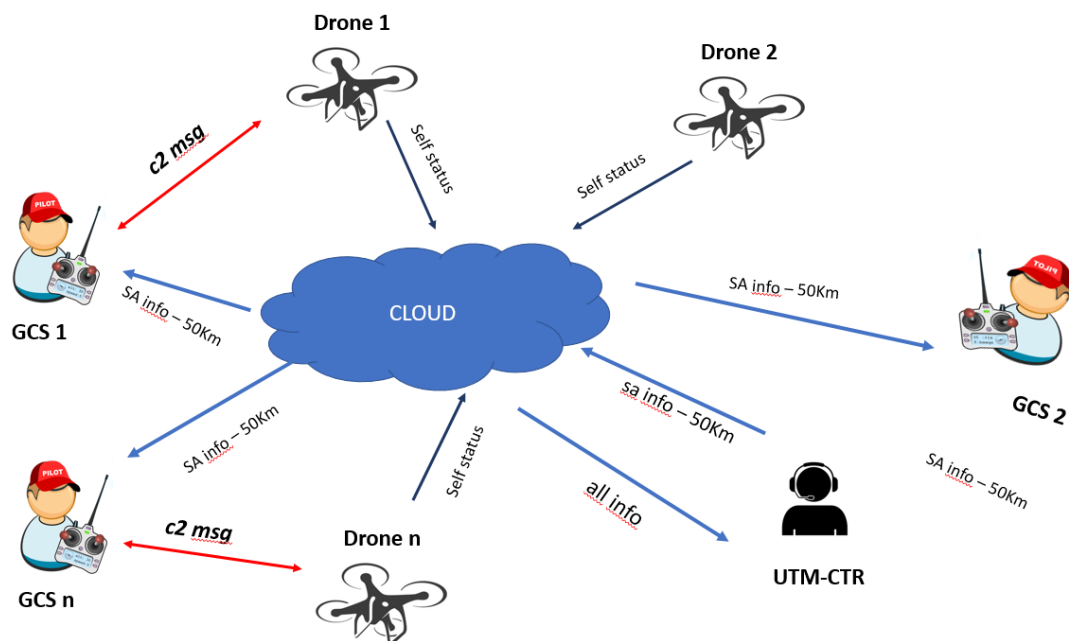 Drone 1
Drone 2
c2 msg
Self status
Self status
PILOT
PILOT
CLOUD
SA info – 50Km
SA info – 50Km
GCS 1
GCS 2
sa info – 50Km
SA info – 50Km
SA info – 50Km
Self status
all info
PILOT
c2 msg
Drone n
UTM-CTR
GCS n